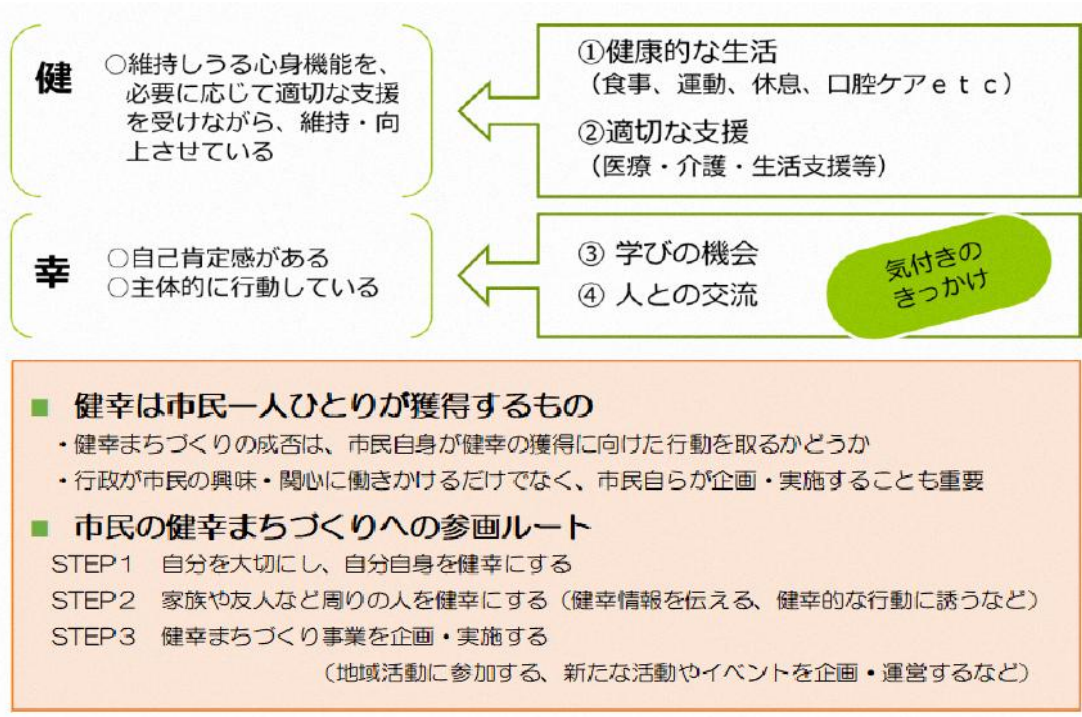 健
○維持しうる心身機能を、
必要に応じて適切な支援
を受けながら、維持・向
上させている
①健康的な生活
(食事、運動、休息、口腔ケアetc)
②適切な支援
(医療・介護・生活支援等)
幸
○自己肯定感がある
○主体的に行動している
③ 学びの機会
④ 人との交流
気付きの
きっかけ
■ 健幸は市民一人ひとりが獲得するもの
・健幸まちづくりの成否は、市民自身が健幸の獲得に向けた行動を取るかどうか
・行政が市民の興味・関心に働きかけるだけでなく、市民自らが企画・実施することも重要
■ 市民の健幸まちづくりへの参画ルート
STEP1 自分を大切にし、自分自身を健幸にする
STEP2 家族や友人など周りの人を健幸にする(健幸情報を伝える、健幸的な行動に誘うなど)
STEP3 健幸まちづくり事業を企画・実施する
(地域活動に参加する、新たな活動やイベントを企画・運営するなど)